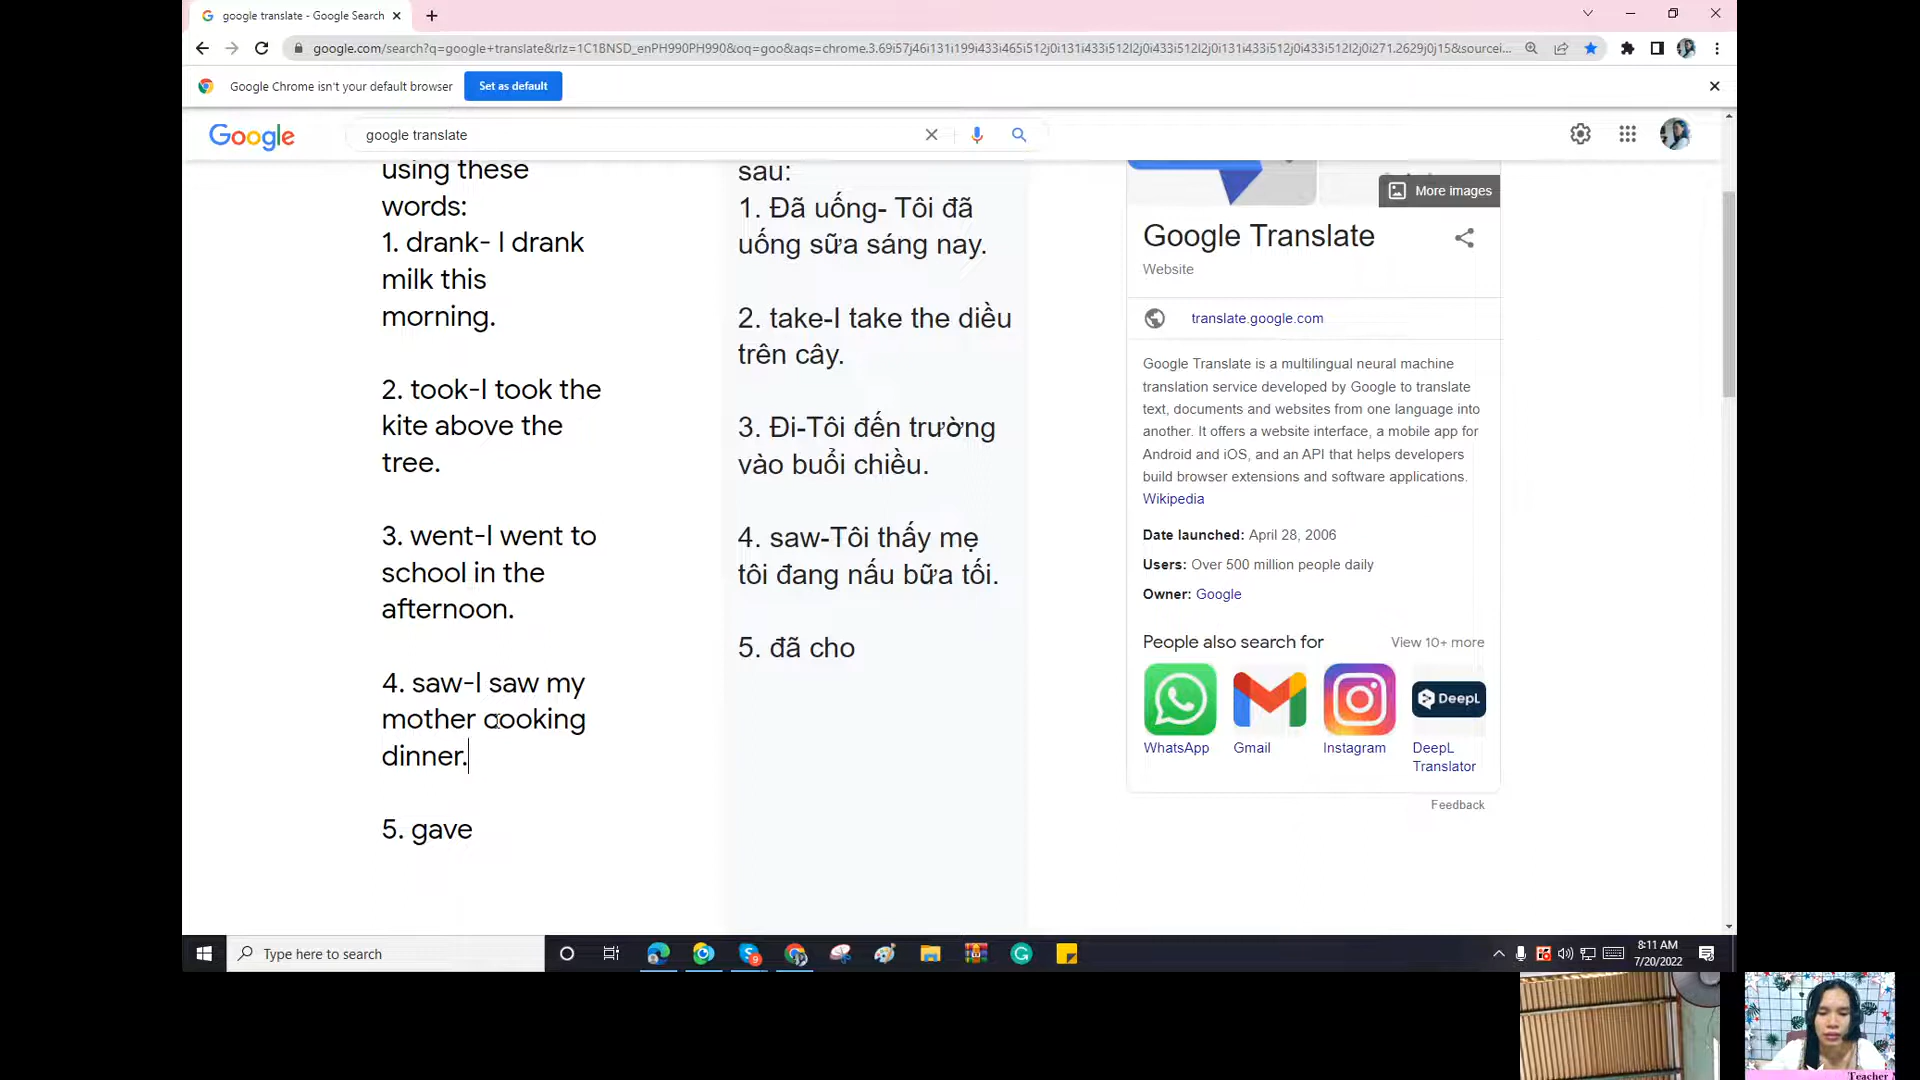 google translate - Google Search
google.com/search?q=google+translate&rlz=1C1BNSD_enPH990PH990&oq=goo&aqs=chrome.3.69i57j46i131i199i433i465i512j0i131i433i512l2j0i433i512j0i131i433i512j0i433i512l2j0i271.2629j0j15&sourcei...
Google Chrome isn't your default browser
Set as default
Google
google translate
using these
words:
1. drank- I drank
milk this
morning.
2. took-I took the
kite above the
tree.
3. went-I went to
school in the
afternoon.
4. saw-I saw my
mother cooking
dinner.
5. gave
sau:
1. Đã uống- Tôi đã
uống sữa sáng nay.
2. take-I take the diều
trên cây.
3. Đi-Tôi đến trường
vào buổi chiều.
4. saw-Tôi thấy mẹ
tôi đang nấu bữa tối.
5. đã cho
More images
Google Translate
Website
translate.google.com
Google Translate is a multilingual neural machine
translation service developed by Google to translate
text, documents and websites from one language into
another. It offers a website interface, a mobile app for
Android and iOS, and an API that helps developers
build browser extensions and software applications.
Wikipedia
Date launched: April 28, 2006
Users: Over 500 million people daily
Owner: Google
People also search for
View 10+ more
DeepL
WhatsApp
Gmail
Instagram
DeepL
Translator
Feedback
Type here to search
8:11 AM
7/20/2022
Teacher